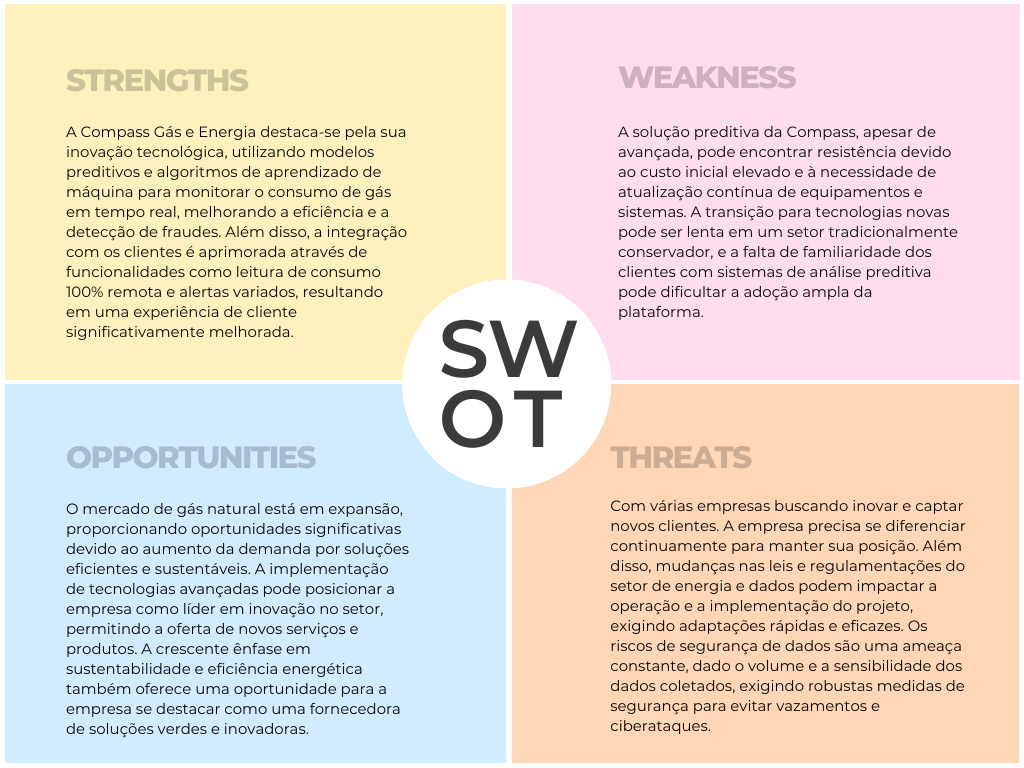 STRENGTHS
A Compass Gás e Energia destaca-se pela sua
inovação tecnológica, utilizando modelos
preditivos e algoritmos de aprendizado de
máquina para monitorar o consumo de gás
em tempo real, melhorando a eficiência e a
detecção de fraudes. Além disso, a integração
com os clientes é aprimorada através de
funcionalidades como leitura de consumo
100% remota e alertas variados, resultando
em uma experiência de cliente
significativamente melhorada.
WEAKNESS
A solução preditiva da Compass, apesar de
avançada, pode encontrar resistência devido
ao custo inicial elevado e à necessidade de
atualização contínua de equipamentos e
sistemas. A transição para tecnologias novas
pode ser lenta em um setor tradicionalmente
conservador, e a falta de familiaridade dos
clientes com sistemas de análise preditiva
pode dificultar a adoção ampla da
plataforma.
SW
OT
OPPORTUNITIES
O mercado de gás natural está em expansão,
proporcionando oportunidades significativas
devido ao aumento da demanda por soluções
eficientes e sustentáveis. A implementação
de tecnologias avançadas pode posicionar a
empresa como líder em inovação no setor,
permitindo a oferta de novos serviços e
produtos. A crescente ênfase em
sustentabilidade e eficiência energética
também oferece uma oportunidade para a
empresa se destacar como uma fornecedora
de soluções verdes e inovadoras.
THREATS
Com várias empresas buscando inovar e captar
novos clientes. A empresa precisa se diferenciar
continuamente para manter sua posição. Além
disso, mudanças nas leis e regulamentações do
setor de energia e dados podem impactar a
operação e a implementação do projeto,
exigindo adaptações rápidas e eficazes. Os
riscos de segurança de dados são uma ameaça
constante, dado o volume e a sensibilidade dos
dados coletados, exigindo robustas medidas de
segurança para evitar vazamentos e
ciberataques.